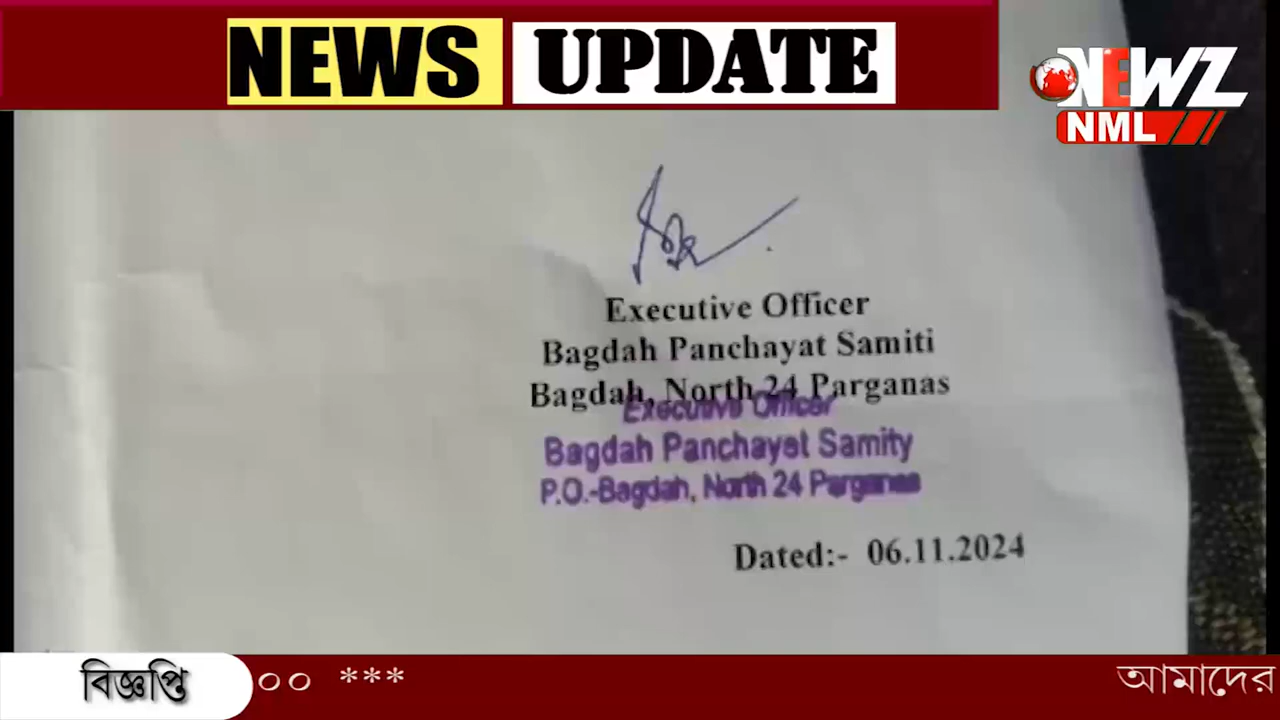 NEWS UPDATE
NEWZ
NML
Executive Officer
Bagdah Panchayat Samiti
Bagdah, North 24 Parganas
Executive Officer
Bagdah Panchayat Samity
P.O.-Bagdah, North 24 Parganas
Dated:- 06.11.2024
বিজ্ঞপ্তি ০০ *** আমাদের